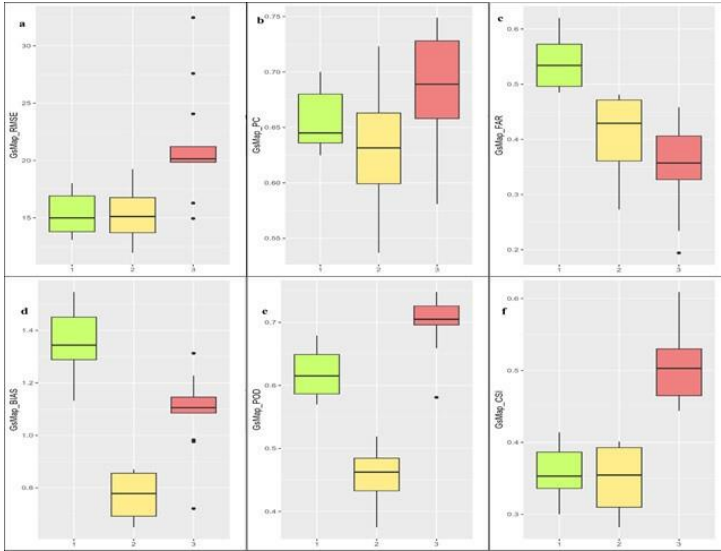 a
GsMap_RMSE
30
25
20
15
1 2 3
b
GsMap_PC
0.75
0.70
0.65
0.60
0.55
1 2 3
c
GsMap_FAR
0.6
0.5
0.4
0.3
0.2
1 2 3
d
GsMap_BIAS
1.4
1.2
1.0
0.8
1 2 3
e
GsMap_POD
0.7
0.6
0.5
0.4
1 2 3
f
GsMap_CSI
0.6
0.5
0.4
0.3
1 2 3